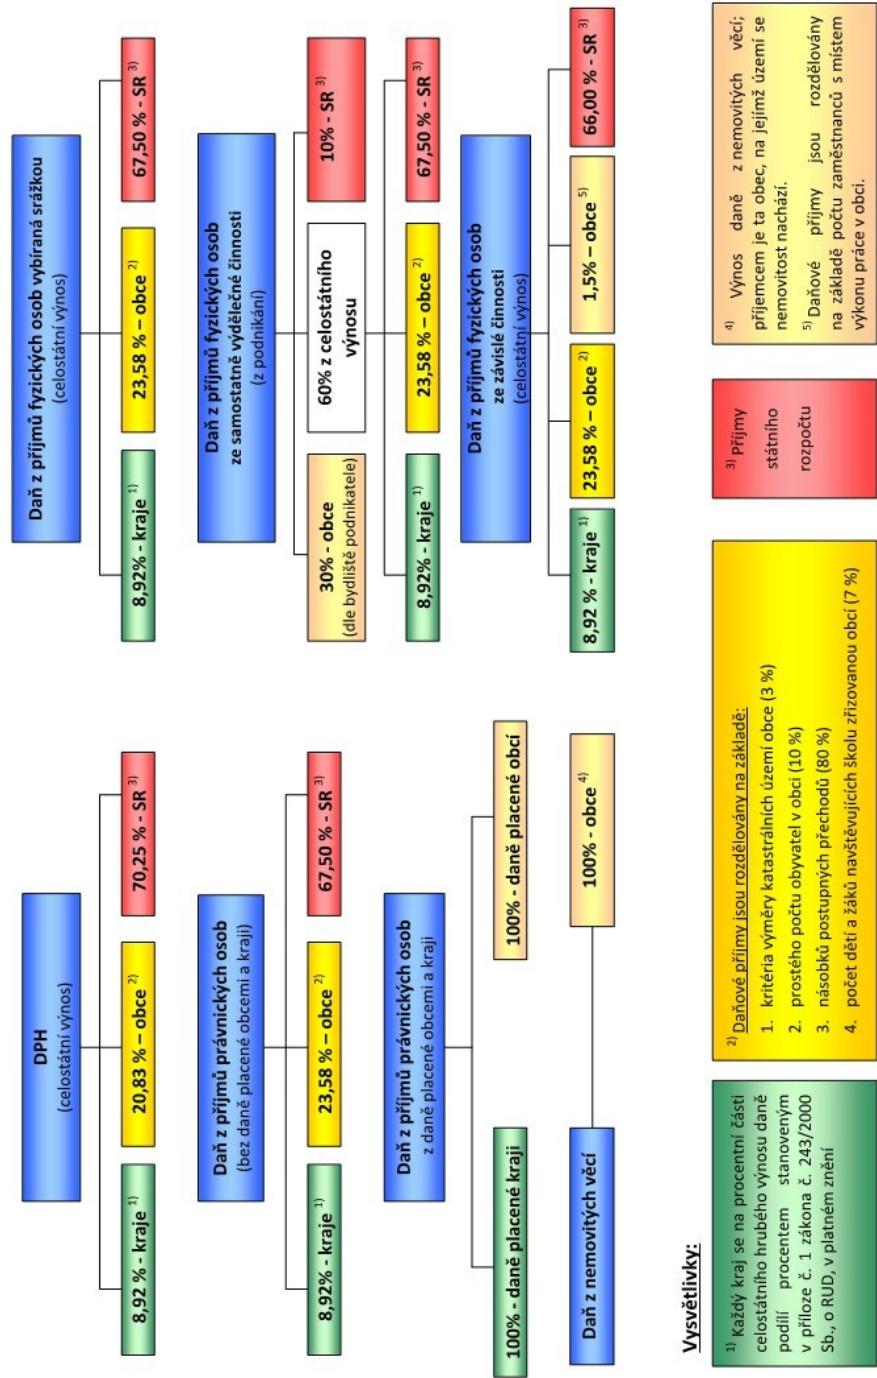 DPH
(celostátní výnos)
8,92 % - kraje 1)
20,83 % – obce 2)
70,25 % - SR 3)
Daň z příjmů právnických osob
(bez daně placené obcemi a kraji)
8,92% - kraje 1)
23,58 % – obce 2)
67,50 % - SR 3)
Daň z příjmů právnických osob
z daně placené obcemi a kraji
100% - daně placené kraji
100% - daně placené obcí
Daň z nemovitých věcí
100% - obce 4)
Daň z příjmů fyzických osob vybíraná srážkou
(celostátní výnos)
8,92% - kraje 1)
23,58 % – obce 2)
67,50 % - SR 3)
Daň z příjmů fyzických osob
ze samostatně výdělečné činnosti
(z podnikání)
30% - obce
(dle bydliště podnikatele)
60% z celostátního
výnosu
10% - SR 3)
8,92% - kraje 1)
23,58 % – obce 2)
67,50 % - SR 3)
Daň z příjmů fyzických osob
ze závislé činnosti
(celostátní výnos)
8,92 % - kraje 1)
23,58 % – obce 2)
1,5% – obce 5)
66,00 % - SR 3)
Vysvětlivky:
1) Každý kraj se na procentní části
celostátního hrubého výnosu daně
podílí procentem stanoveným
v příloze č. 1 zákona č. 243/2000
Sb., o RUD, v platném znění
2) Daňové příjmy jsou rozdělovány na základě:
1. kritéria výměry katastrálních území obce (3 %)
2. prostého počtu obyvatel v obci (10 %)
3. násobků postupných přechodů (80 %)
4. počet dětí a žáků navštěvujících školu zřizovanou obcí (7 %)
3) Příjmy
státního
rozpočtu
4) Výnos daně z nemovitých věcí;
příjemcem je ta obec, na jejímž území se
nemovitost nachází.
5) Daňové příjmy jsou rozdělovány
na základě počtu zaměstnanců s místem
výkonu práce v obci.